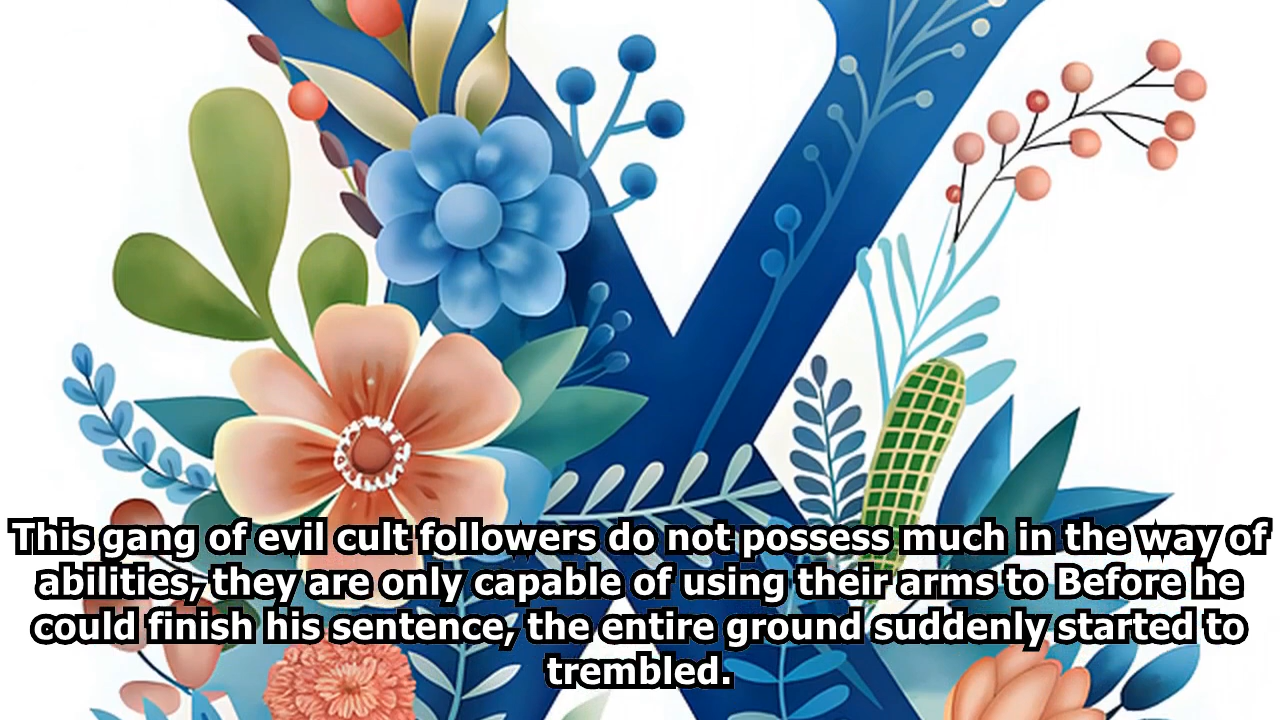 This gang of evil cult followers do not possess much in the way of
abilities, they are only capable of using their arms to Before he
could finish his sentence, the entire ground suddenly started to
trembled.